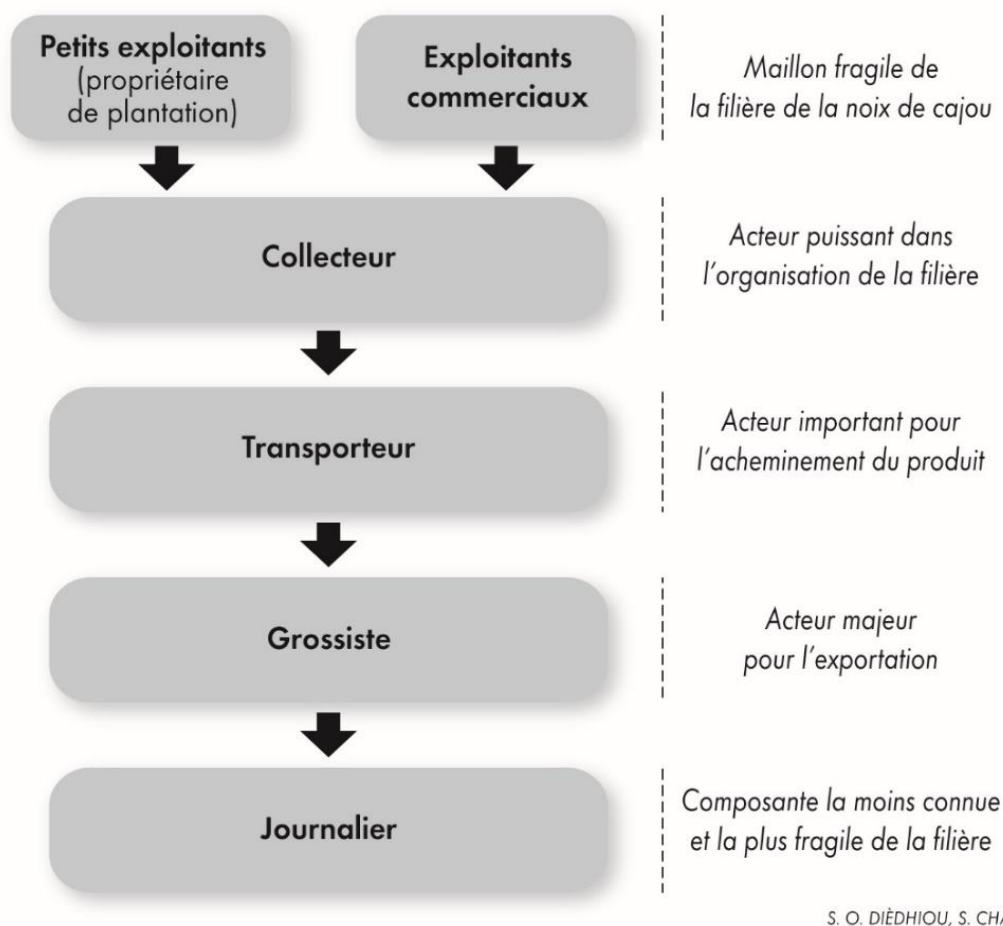 Petits exploitants
(propriétaire
de plantation)
Exploitants
commerciaux
Maillon fragile de
la filière de la noix de cajou
Collecteur
Acteur puissant dans
l'organisation de la filière
Transporteur
Acteur important pour
l'acheminement du produit
Grossiste
Acteur majeur
pour l'exportation
Journalier
Composante la moins connue
et la plus fragile de la filière
S. O. DIÈDHIOU, S. CHA